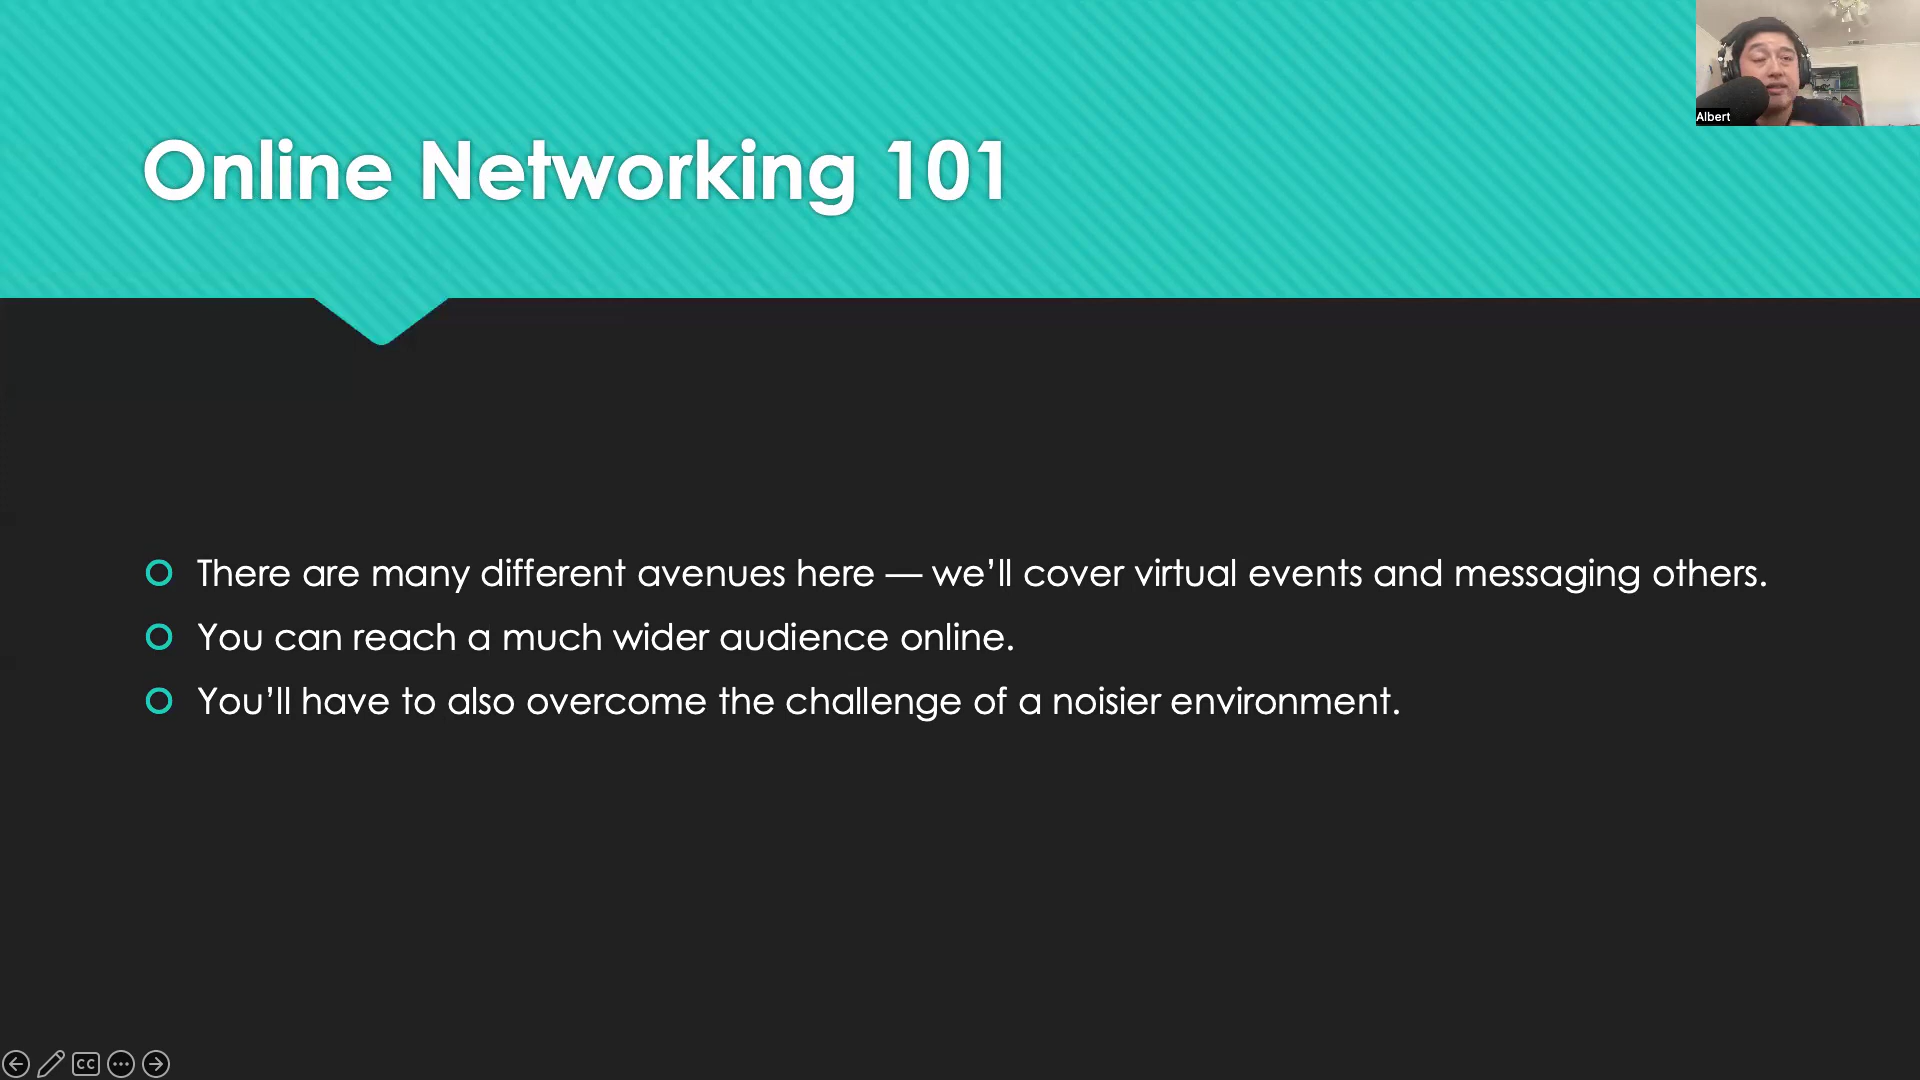 Albert
Online Networking 101
There are many different avenues here — we’ll cover virtual events and messaging others.
You can reach a much wider audience online.
You’ll have to also overcome the challenge of a noisier environment.
CC